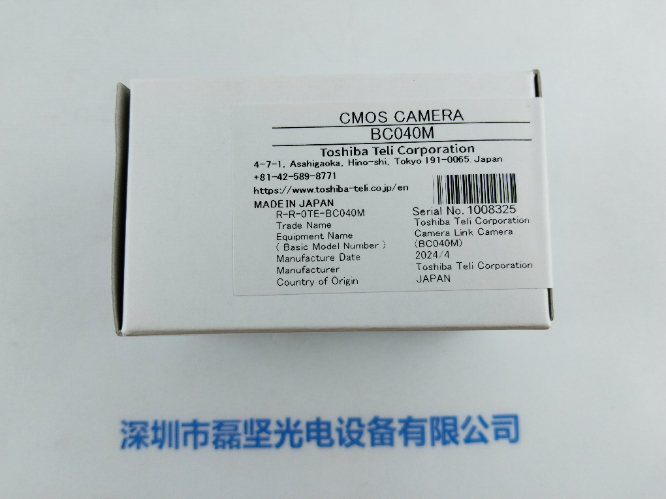 CMOS CAMERA
BC040M
Toshiba Teli Corporation
4-7-1, Asahigaoka, Hino-shi, Tokyo 191-0065, Japan
+81-42-589-8771
https://www.toshiba-teli.co.jp/en
MADE IN JAPAN
R-R-0TE-BC040M Serial No. 1008325
Trade Name Toshiba Teli Corporation
Equipment Name Camera Link Camera
( Basic Model Number ) (BC040M)
Manufacture Date 2024/4
Manufacturer Toshiba Teli Corporation
Country of Origin JAPAN
深圳市磊坚光电设备有限公司